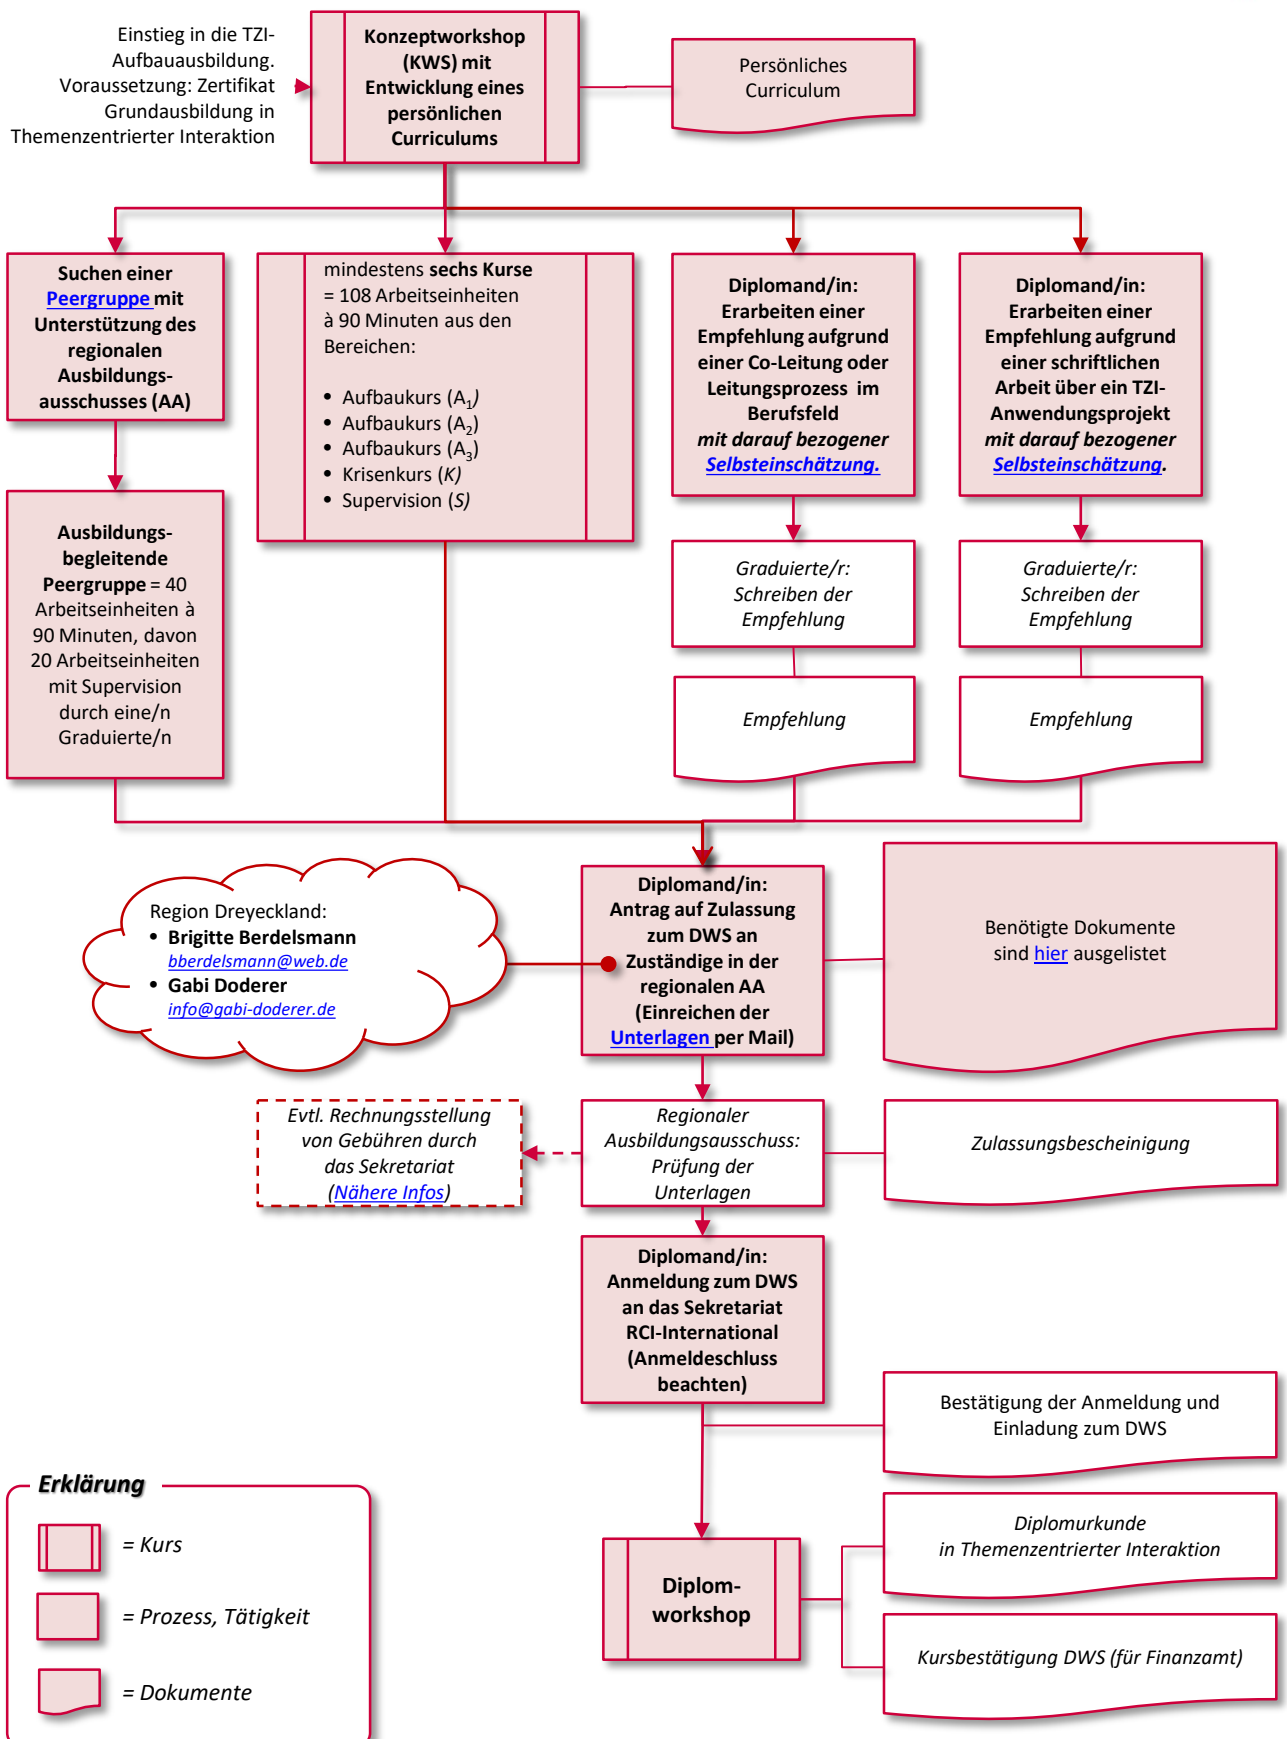 Einstieg in die TZI-
Aufbauausbildung.
Voraussetzung: Zertifikat
Grundausbildung in
Themenzentrierter Interaktion
Konzeptworkshop
(KWS) mit
Entwicklung eines
persönlichen
Curriculums
Persönliches
Curriculum
Suchen einer
Peergruppe mit
Unterstützung des
regionalen
Ausbildungs-
ausschusses (AA)
Ausbildungs-
begleitende
Peergruppe = 40
Arbeitseinheiten à
90 Minuten, davon
20 Arbeitseinheiten
mit Supervision
durch eine/n
Graduierte/n
mindestens sechs Kurse
= 108 Arbeitseinheiten
à 90 Minuten aus den
Bereichen:
• Aufbaukurs (A1)
• Aufbaukurs (A2)
• Aufbaukurs (A3)
• Krisenkurs (K)
• Supervision (S)
Diplomand/in:
Erarbeiten einer
Empfehlung aufgrund
einer Co-Leitung oder
Leitungsprozess im
Berufsfeld
mit darauf bezogener
Selbsteinschätzung.
Graduierte/r:
Schreiben der
Empfehlung
Empfehlung
Diplomand/in:
Erarbeiten einer
Empfehlung aufgrund
einer schriftlichen
Arbeit über ein TZI-
Anwendungsprojekt
mit darauf bezogener
Selbsteinschätzung.
Graduierte/r:
Schreiben der
Empfehlung
Empfehlung
Region Dreyeckland:
• Brigitte Berdelsmann
bberdelsmann@web.de
• Gabi Doderer
info@gabi-doderer.de
Diplomand/in:
Antrag auf Zulassung
zum DWS an
Zuständige in der
regionalen AA
(Einreichen der
Unterlagen per Mail)
Benötigte Dokumente
sind hier ausgelistet
Evtl. Rechnungsstellung
von Gebühren durch
das Sekretariat
(Nähere Infos)
Regionaler
Ausbildungsausschuss:
Prüfung der
Unterlagen
Zulassungsbescheinigung
Diplomand/in:
Anmeldung zum DWS
an das Sekretariat
RCI-International
(Anmeldeschluss
beachten)
Bestätigung der Anmeldung und
Einladung zum DWS
Diplom-
workshop
Diplomurkunde
in Themenzentrierter Interaktion
Kursbestätigung DWS (für Finanzamt)
Erklärung
= Kurs
= Prozess, Tätigkeit
= Dokumente